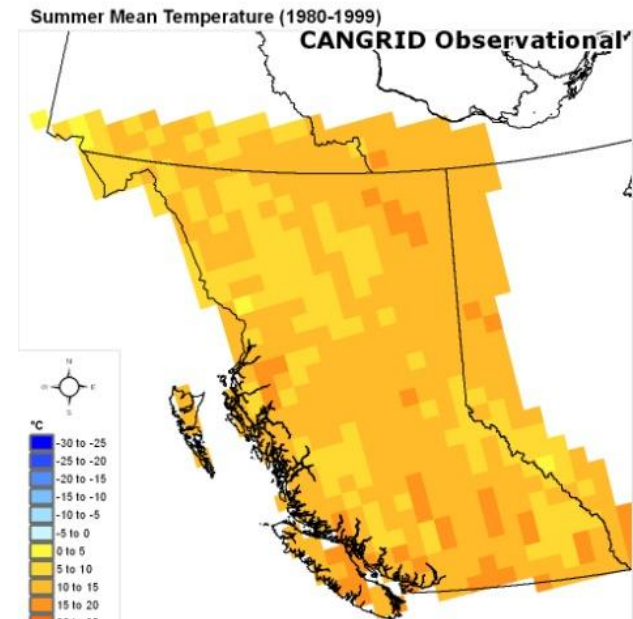 Summer Mean Temperature (1980-1999)
CANGRID Observational
N
S
°C
-30 to -25
-25 to -20
-20 to -15
-15 to -10
-10 to -5
-5 to 0
0 to 5
5 to 10
10 to 15
15 to 20